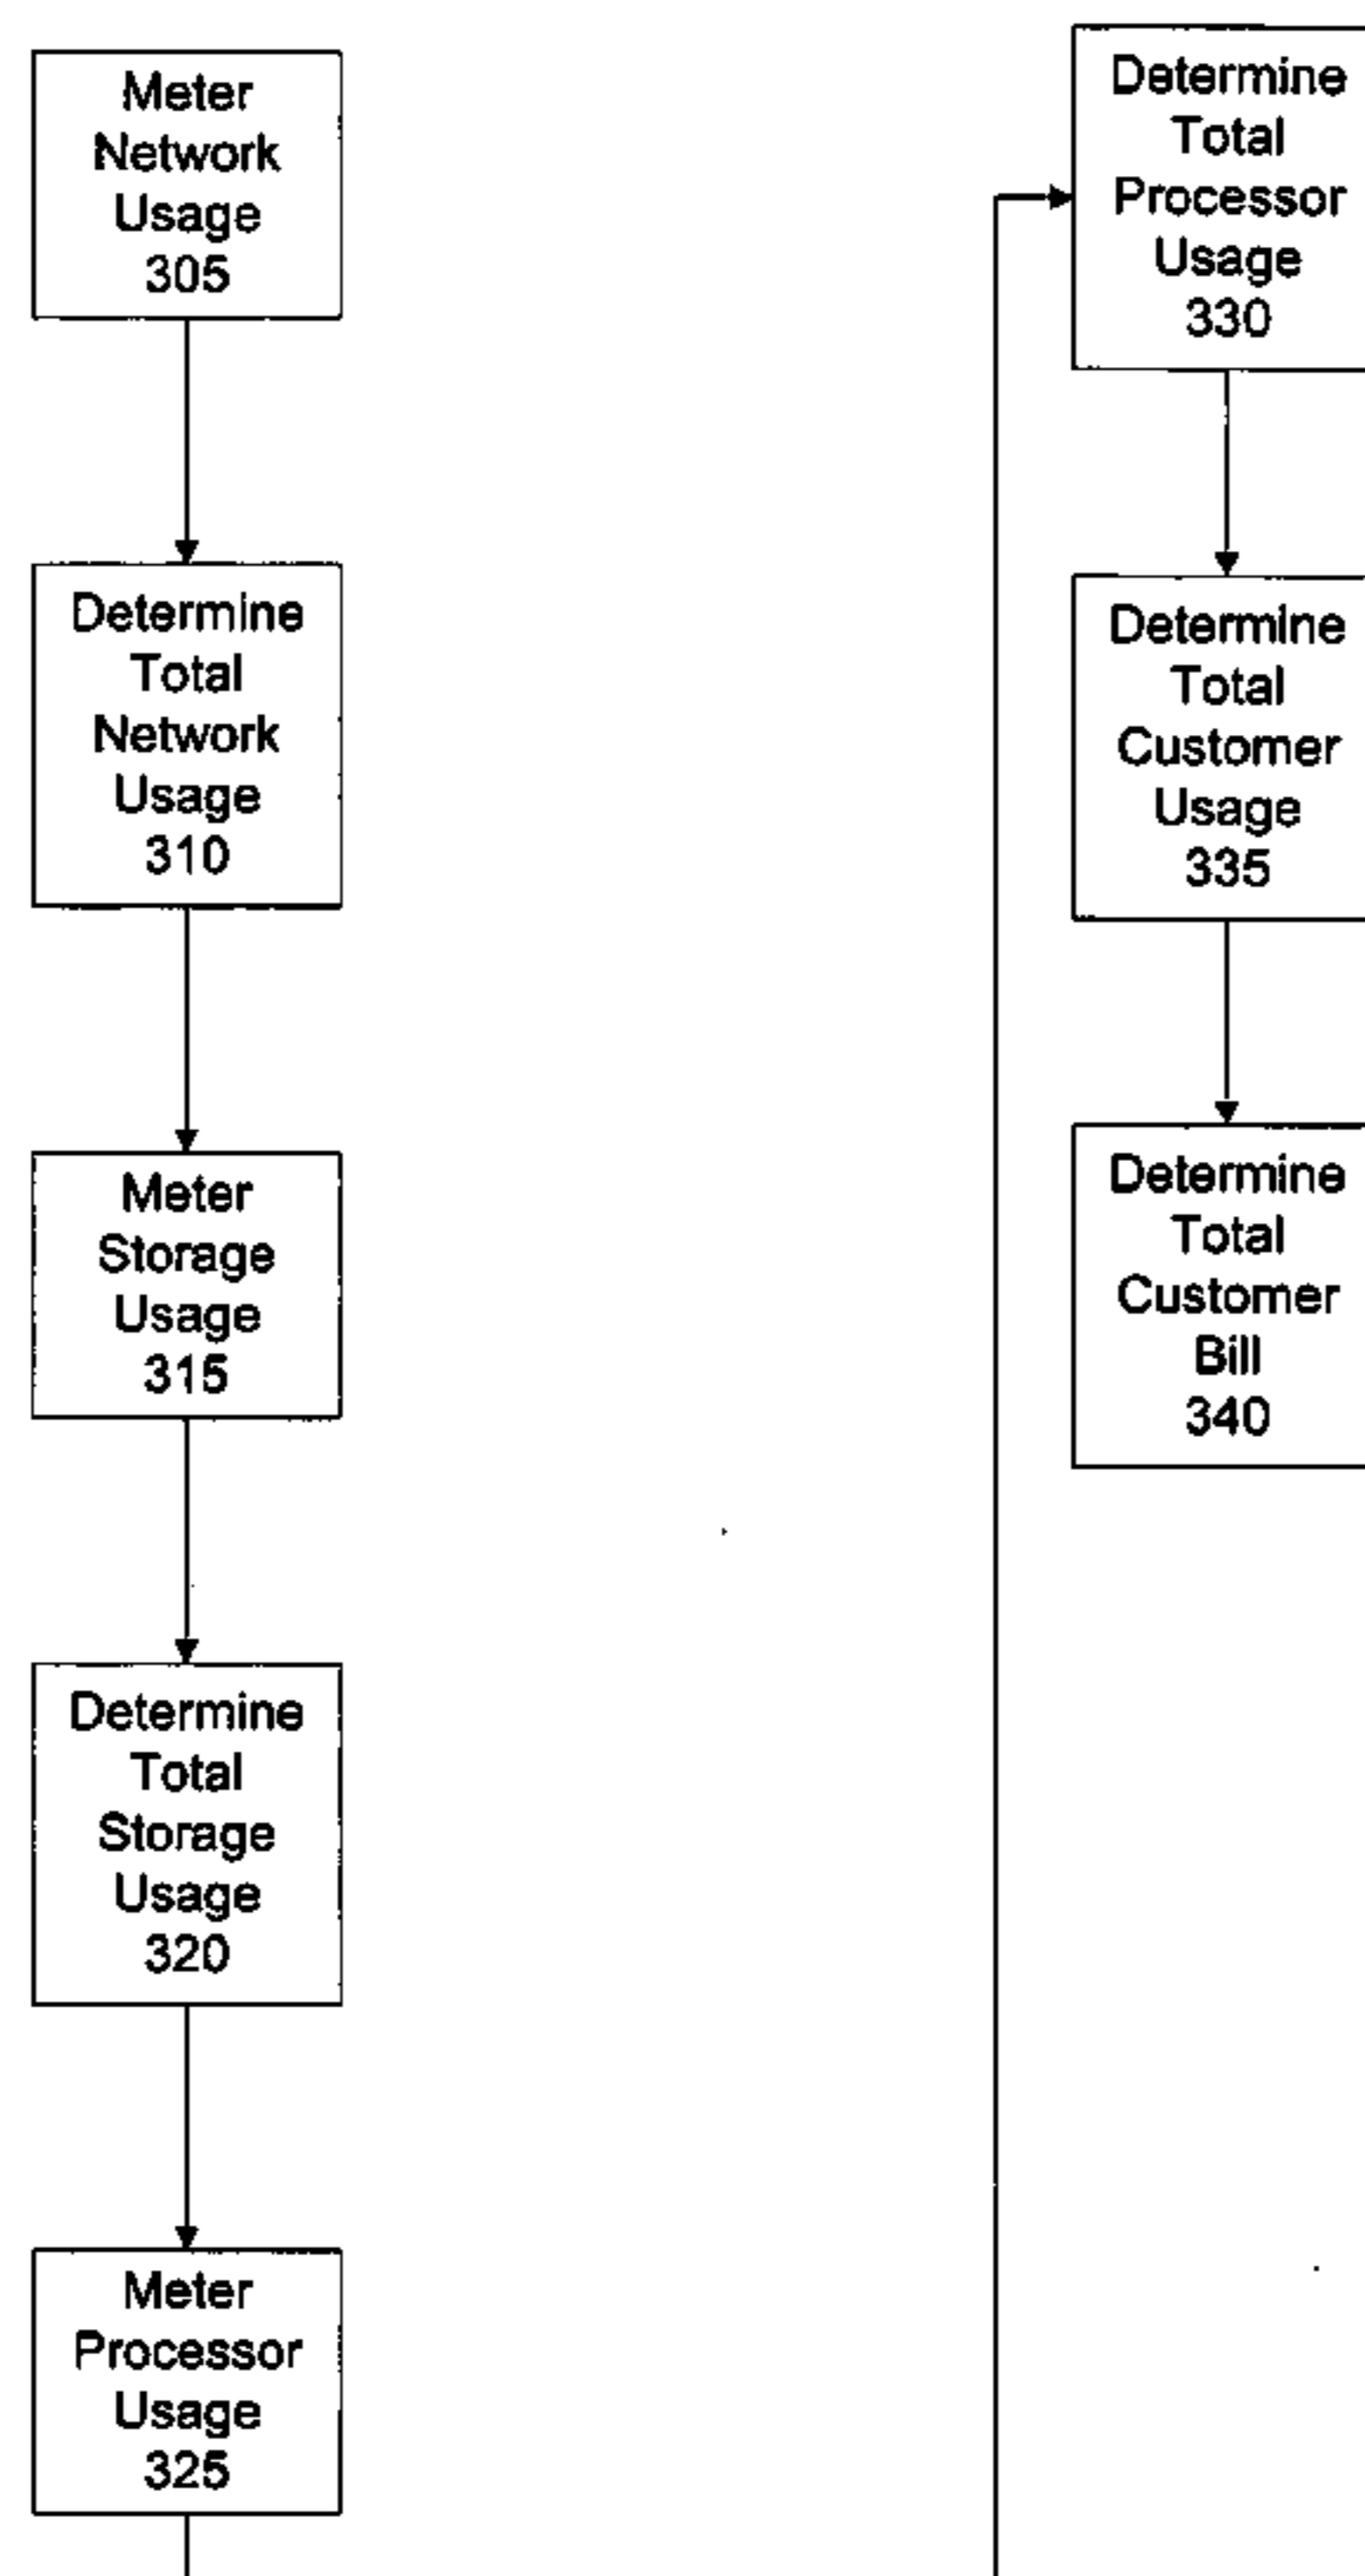 Meter
Network
Usage
305
Determine
Total
Network
Usage
310
Meter
Storage
Usage
315
Determine
Total
Storage
Usage
320
Meter
Processor
Usage
325
Determine
Total
Processor
Usage
330
Determine
Total
Customer
Usage
335
Determine
Total
Customer
Bill
340